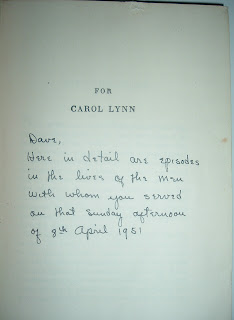 FOR
CAROL LYNN
Dave,
Here in detail are episodes
in the lives of the men
with whom you served
on that Sunday afternoon
of 8th April 1951